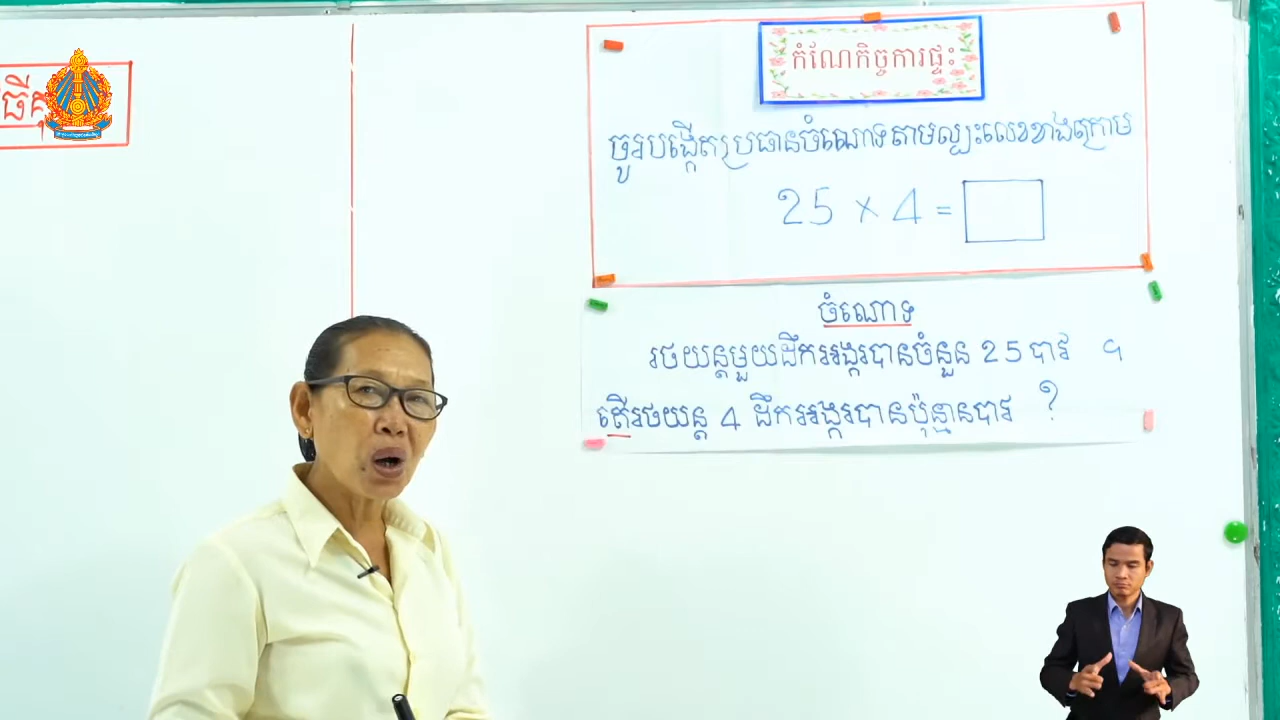 កំណែកិច្ចការផ្ទះ
ចូរបង្កើតប្រធានចំណោទតាមល្បះលេខខាងក្រោម
25 × 4 =
ចំណោទ
រថយន្តមួយដឹកអង្ករបានចំនួន 25 បាវ ។
តើរថយន្ត 4 ដឹកអង្ករបានប៉ុន្មានបាវ ?